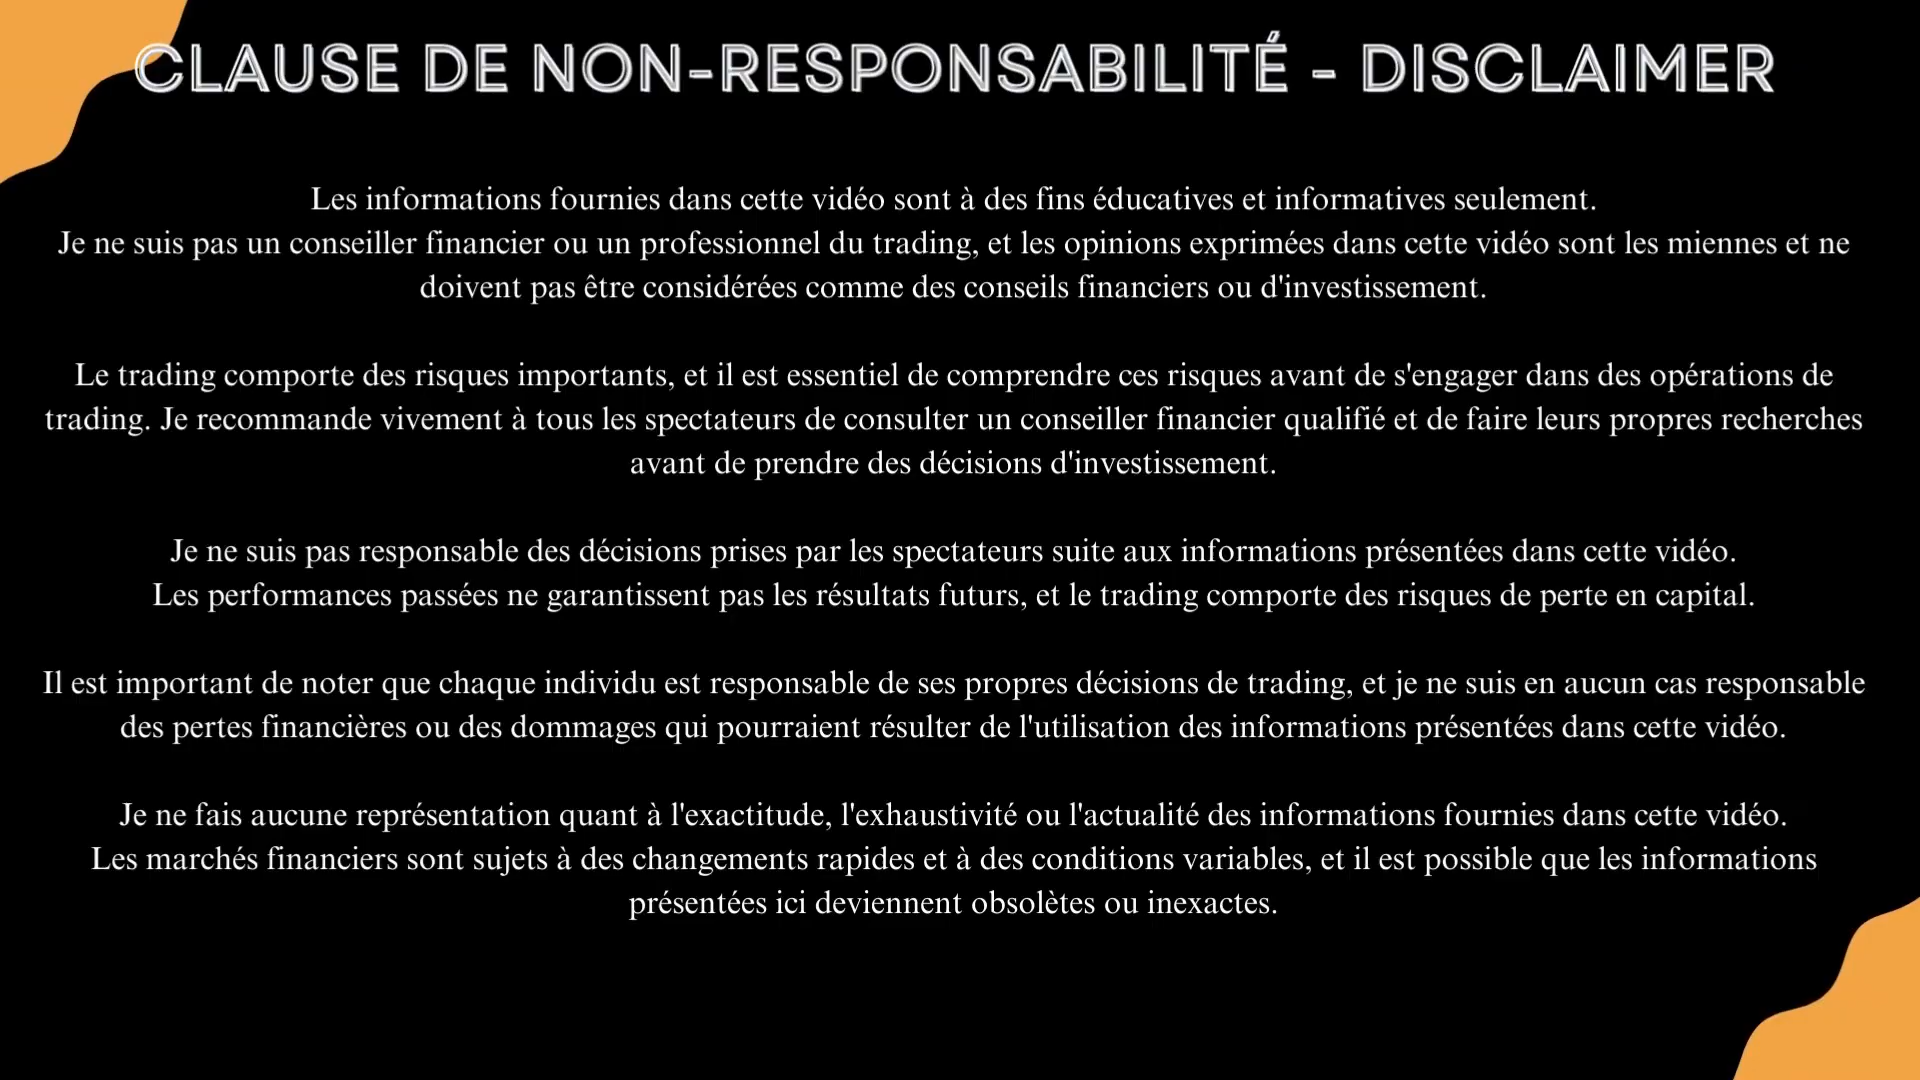 CLAUSE DE NON-RESPONSABILITÉ - DISCLAIMER
Les informations fournies dans cette vidéo sont à des fins éducatives et informatives seulement.
Je ne suis pas un conseiller financier ou un professionnel du trading, et les opinions exprimées dans cette vidéo sont les miennes et ne
doivent pas être considérées comme des conseils financiers ou d'investissement.
Le trading comporte des risques importants, et il est essentiel de comprendre ces risques avant de s'engager dans des opérations de
trading. Je recommande vivement à tous les spectateurs de consulter un conseiller financier qualifié et de faire leurs propres recherches
avant de prendre des décisions d'investissement.
Je ne suis pas responsable des décisions prises par les spectateurs suite aux informations présentées dans cette vidéo.
Les performances passées ne garantissent pas les résultats futurs, et le trading comporte des risques de perte en capital.
Il est important de noter que chaque individu est responsable de ses propres décisions de trading, et je ne suis en aucun cas responsable
des pertes financières ou des dommages qui pourraient résulter de l'utilisation des informations présentées dans cette vidéo.
Je ne fais aucune représentation quant à l'exactitude, l'exhaustivité ou l'actualité des informations fournies dans cette vidéo.
Les marchés financiers sont sujets à des changements rapides et à des conditions variables, et il est possible que les informations
présentées ici deviennent obsolètes ou inexactes.